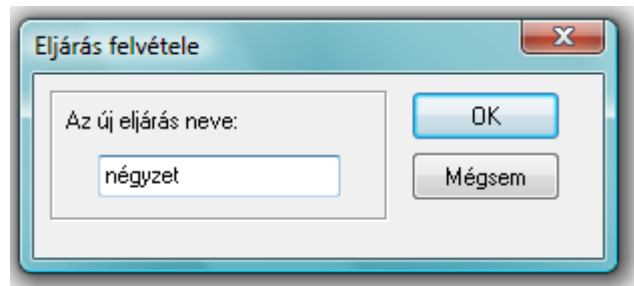 Eljárás felvétele
Az új eljárás neve:
OK
négyzet
Mégsem